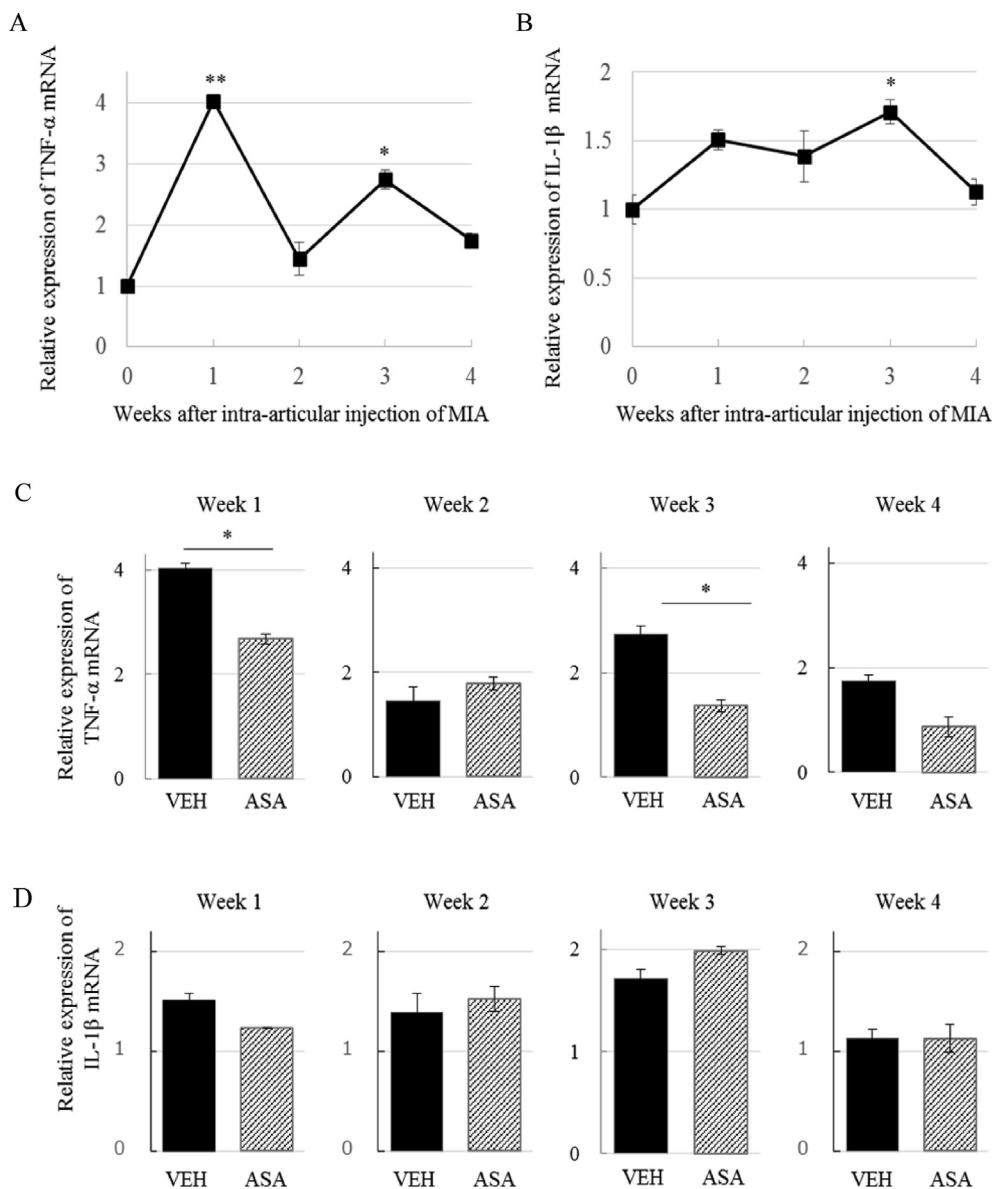 A
Relative expression of TNF-α mRNA
5
4
3
2
1
0
**
*
0 1 2 3 4
Weeks after intra-articular injection of MIA
B
Relative expression of IL-1β mRNA
2
1.5
1
0.5
0
*
0 1 2 3 4
Weeks after intra-articular injection of MIA
C
Relative expression of
TNF-α mRNA
Week 1
*
4
2
0
VEH ASA
Week 2
4
2
0
VEH ASA
Week 3
*
4
2
0
VEH ASA
Week 4
4
2
0
VEH ASA
D
Relative expression of
IL-1β mRNA
Week 1
2
1
0
VEH ASA
Week 2
2
1
0
VEH ASA
Week 3
2
1
0
VEH ASA
Week 4
2
1
0
VEH ASA